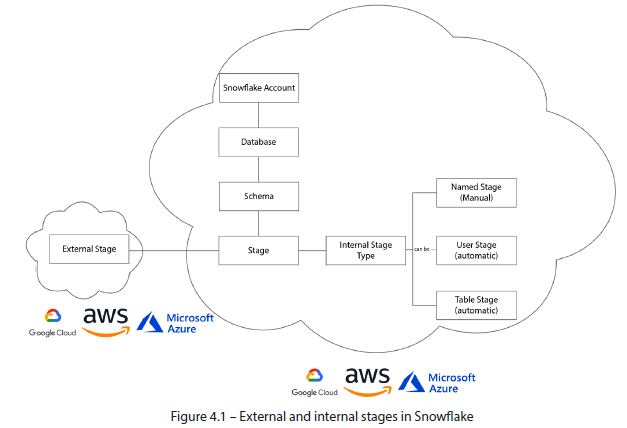 Snowflake Account
Database
Schema
Named Stage
(Manual)
External Stage
Stage
Internal Stage
Type
can be
User Stage
(automatic)
Table Stage
(automatic)
Google Cloud
aws
Microsoft
Azure
Google Cloud
aws
Microsoft
Azure
Figure 4.1 – External and internal stages in Snowflake